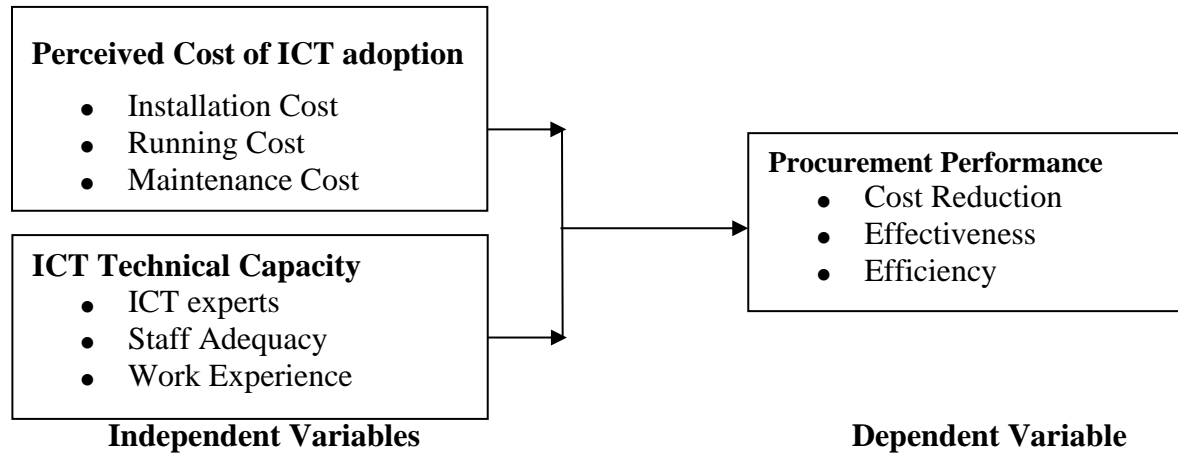 Perceived Cost of ICT adoption
● Installation Cost
● Running Cost
● Maintenance Cost
ICT Technical Capacity
● ICT experts
● Staff Adequacy
● Work Experience
Independent Variables
Procurement Performance
● Cost Reduction
● Effectiveness
● Efficiency
Dependent Variable